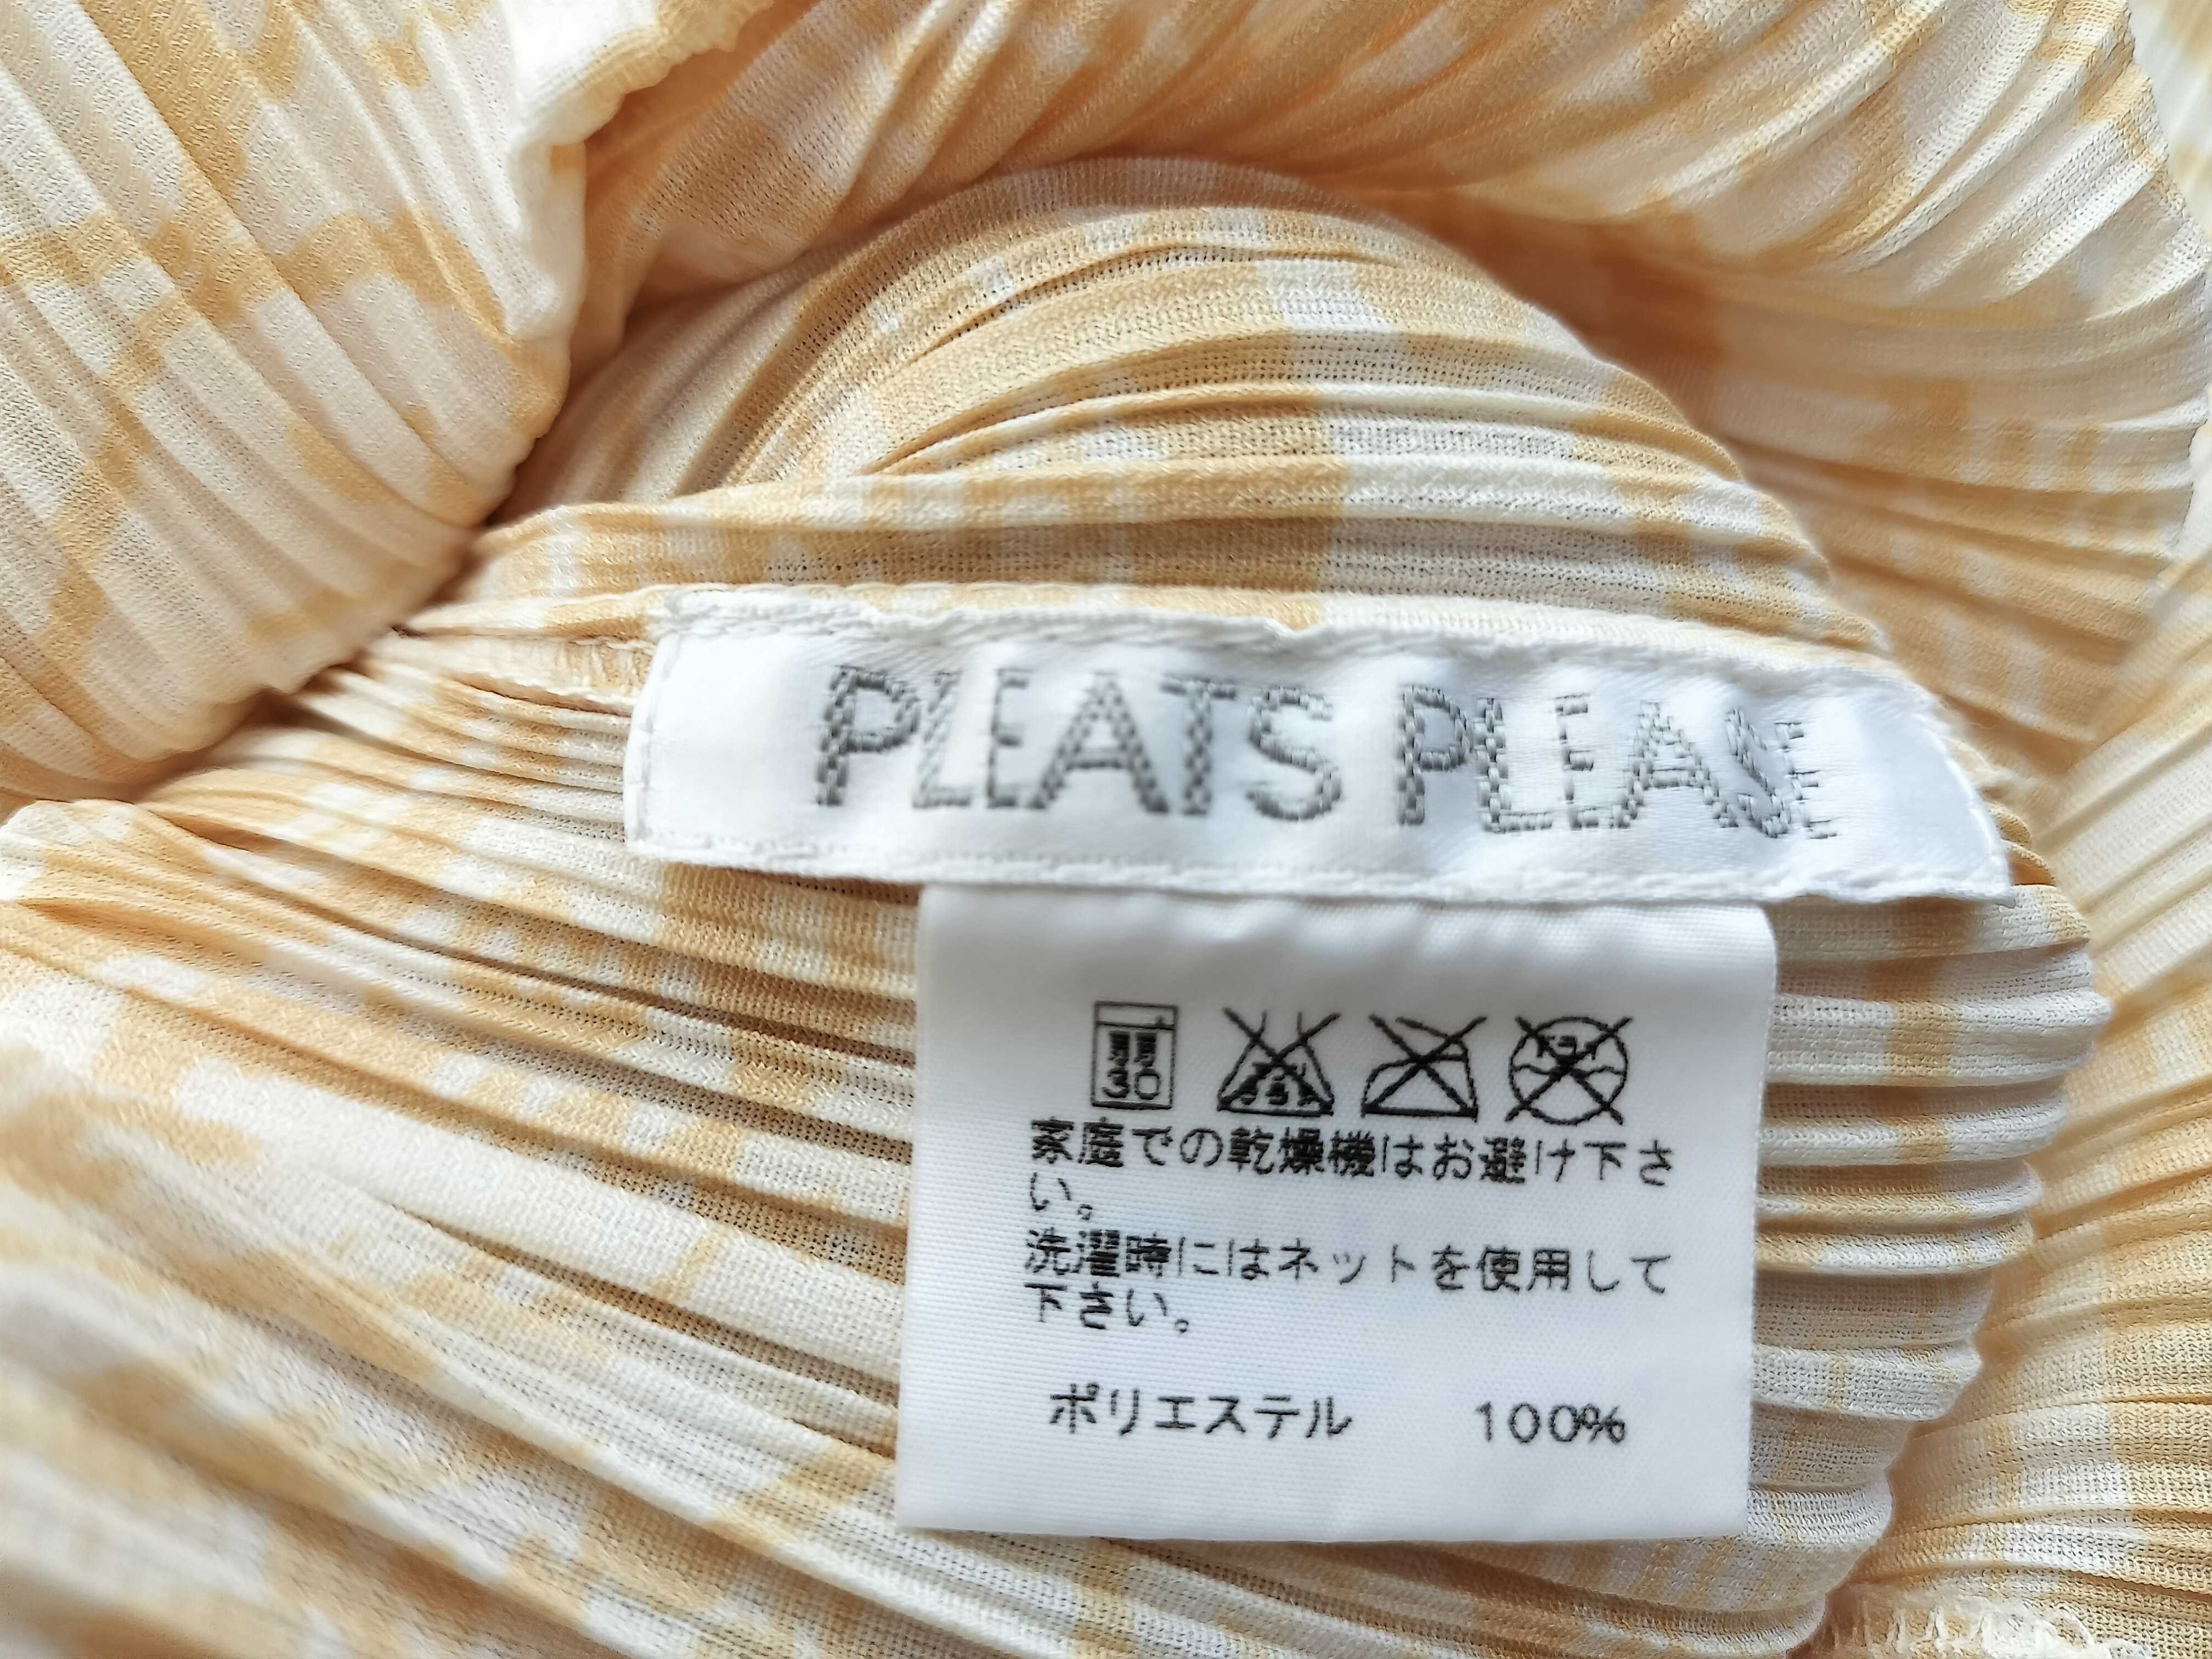 PLEATS PLEASE
弱 30
家庭での乾燥機はお避け下さ
い。
洗濯時にはネットを使用して
下さい。
ポリエステル 100%